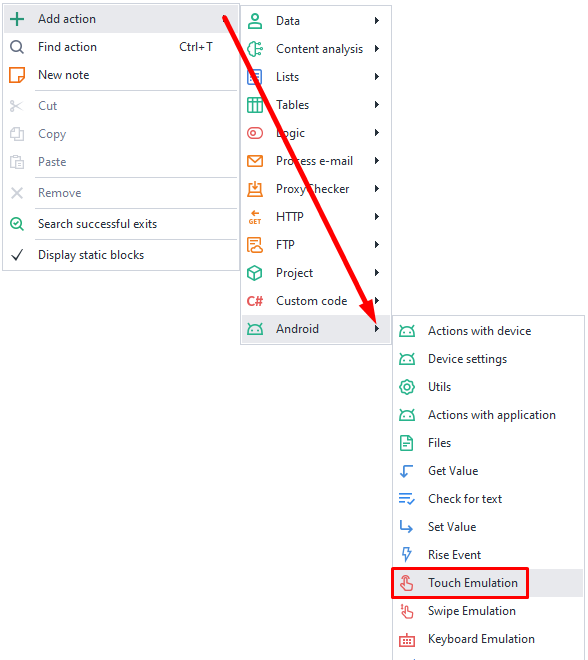 Add action
Find action Ctrl+T
New note
Cut
Copy
Paste
Remove
Search successful exits
Display static blocks
Data
Content analysis
Lists
Tables
Logic
Process e-mail
ProxyChecker
GET HTTP
FTP
Project
C# Custom code
Android
Actions with device
Device settings
Utils
Actions with application
Files
Get Value
Check for text
Set Value
Rise Event
Touch Emulation
Swipe Emulation
Keyboard Emulation